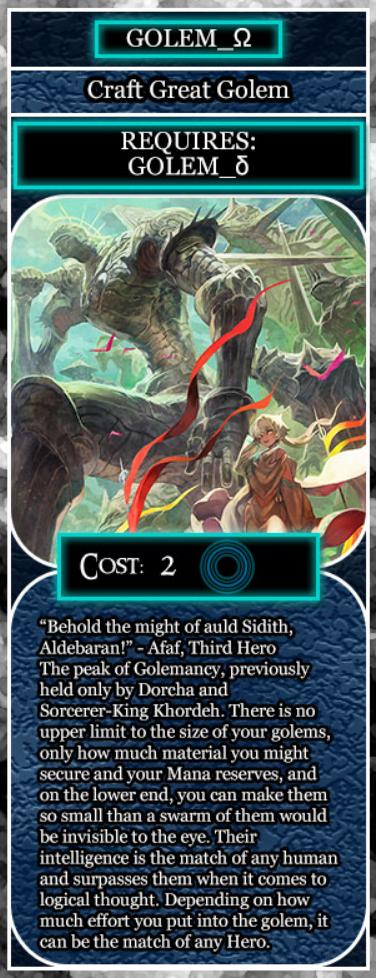 GOLEM_Ω
Craft Great Golem
REQUIRES:
GOLEM_δ
Cost: 2
“Behold the might of auld Sidith,
Aldebaran!” - Afaf, Third Hero
The peak of Golemancy, previously
held only by Dorcha and
Sorcerer-King Khordeh. There is no
upper limit to the size of your golems,
only how much material you might
secure and your Mana reserves, and
on the lower end, you can make them
so small than a swarm of them would
be invisible to the eye. Their
intelligence is the match of any human
and surpasses them when it comes to
logical thought. Depending on how
much effort you put into the golem, it
can be the match of any Hero.